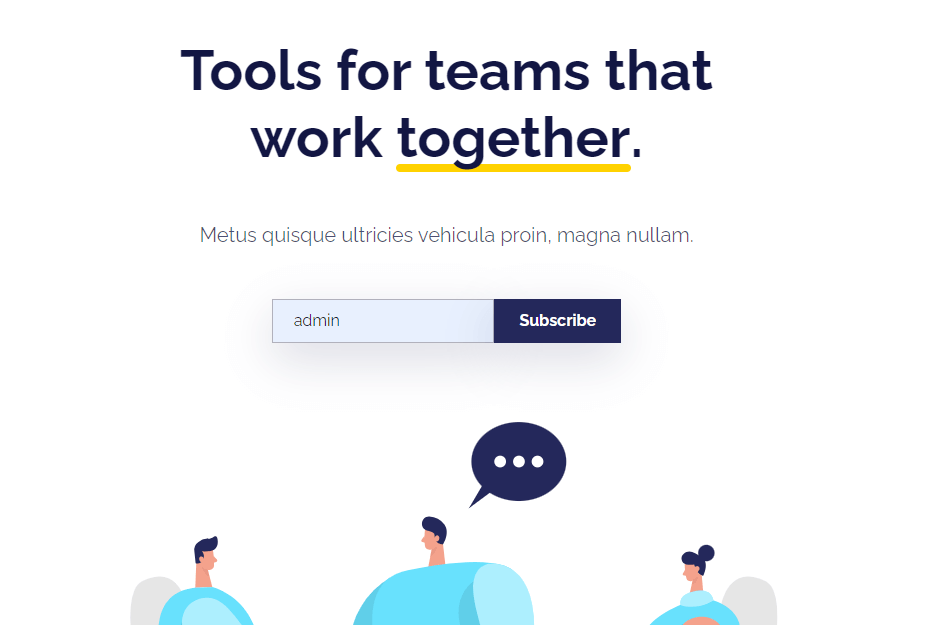 Tools for teams that
work together.
Metus quisque ultricies vehicula proin, magna nullam.
admin
Subscribe